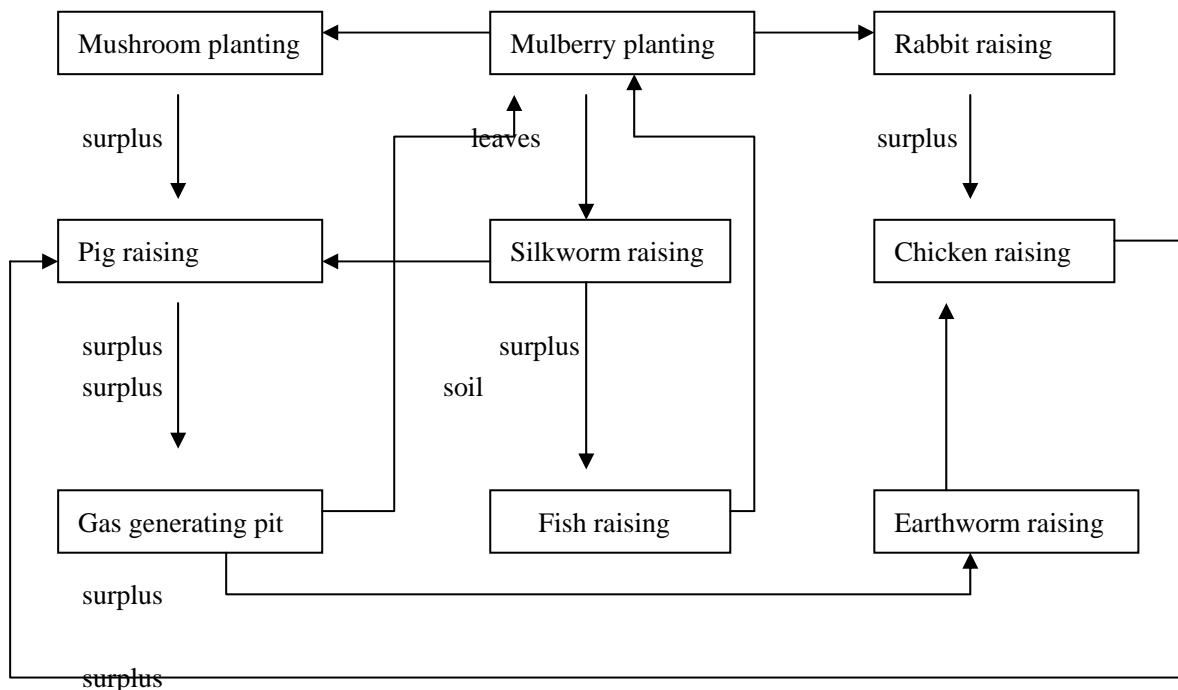 Mushroom planting
Mulberry planting
Rabbit raising
surplus
leaves
surplus
Pig raising
Silkworm raising
Chicken raising
surplus
surplus
surplus
soil
Gas generating pit
Fish raising
Earthworm raising
surplus
surplus